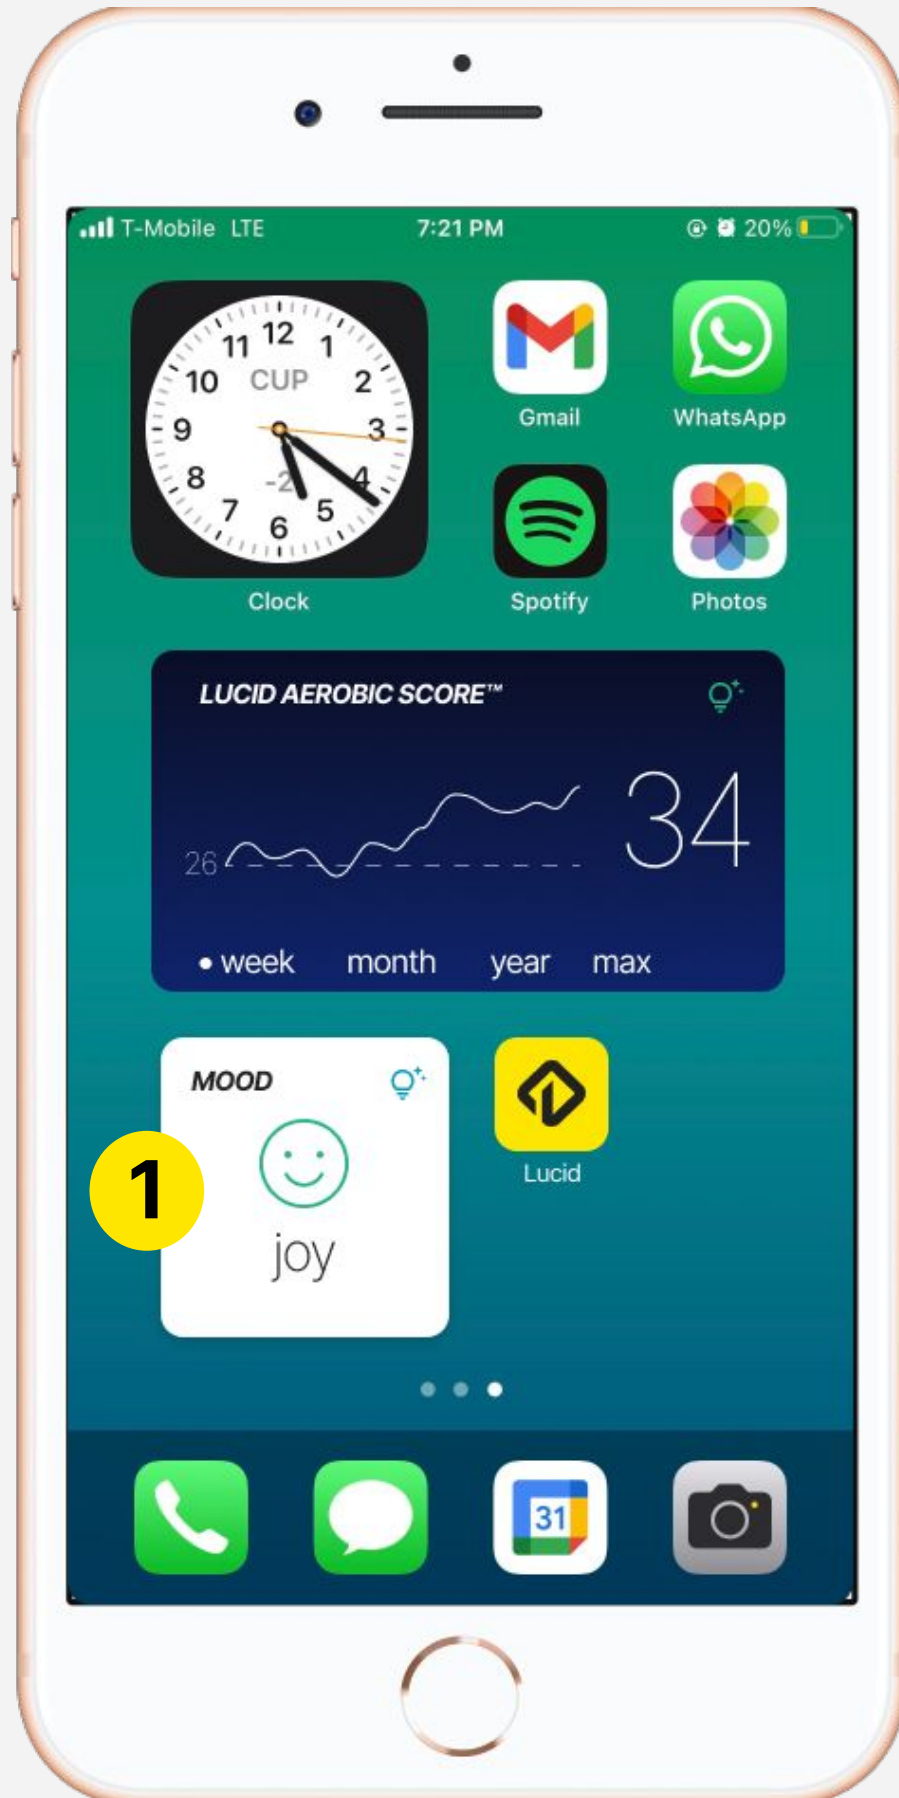 T-Mobile LTE 7:21 PM 20%
12
11 1
10 CUP 2
9 3
8 -2 4
7 5
6
Clock
Gmail WhatsApp
Spotify Photos
LUCID AEROBIC SCORE™
34
26
• week month year max
MOOD
joy
1
Lucid
31